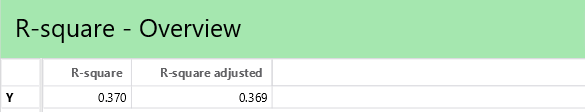 R-square - Overview
R-square R-square adjusted
Y 0.370 0.369